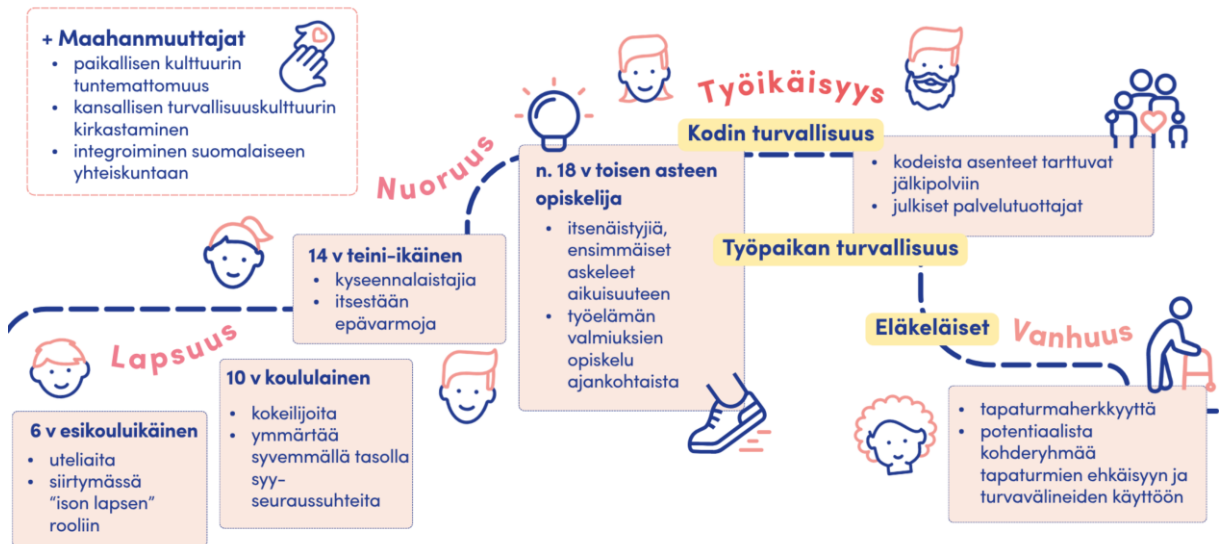 + Maahanmuuttajat
• paikallisen kulttuurin
tuntemattomuus
• kansallisen turvallisuuskulttuurin
kirkastaminen
• integroiminen suomalaiseen
yhteiskuntaan
Lapsuus
6 v esikouluikäinen
• uteliaita
• siirtymässä
"ison lapsen"
rooliin
10 v koululainen
• kokeilijoita
• ymmärtää
syvemmällä tasolla
syy-
seuraussuhteita
Nuoruus
14 v teini-ikäinen
• kyseennalaistajia
• itsestään
epävarmoja
n. 18 v toisen asteen
opiskelija
• itsenäistyjiä,
ensimmäiset
askeleet
aikuisuuteen
• työelämän
valmiuksien
opiskelu
ajankohtaista
Työikäisyys
Kodin turvallisuus
• kodeista asenteet tarttuvat
jälkipolviin
• julkiset palvelutuottajat
Työpaikan turvallisuus
Eläkeläiset
Vanhuus
• tapaturmaherkkyyttä
• potentiaalista
kohderyhmää
tapaturmien ehkäisyyn ja
turvavälineiden käyttöön